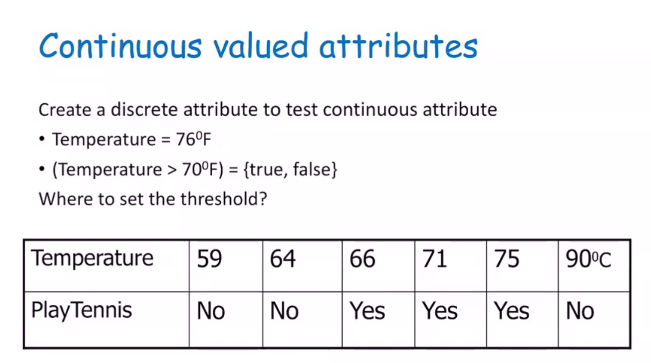 Continuous valued attributes
Create a discrete attribute to test continuous attribute
• Temperature = 76⁰F
• (Temperature > 70⁰F) = {true, false}
Where to set the threshold?
Temperature 59 64 66 71 75 90⁰C
PlayTennis No No Yes Yes Yes No